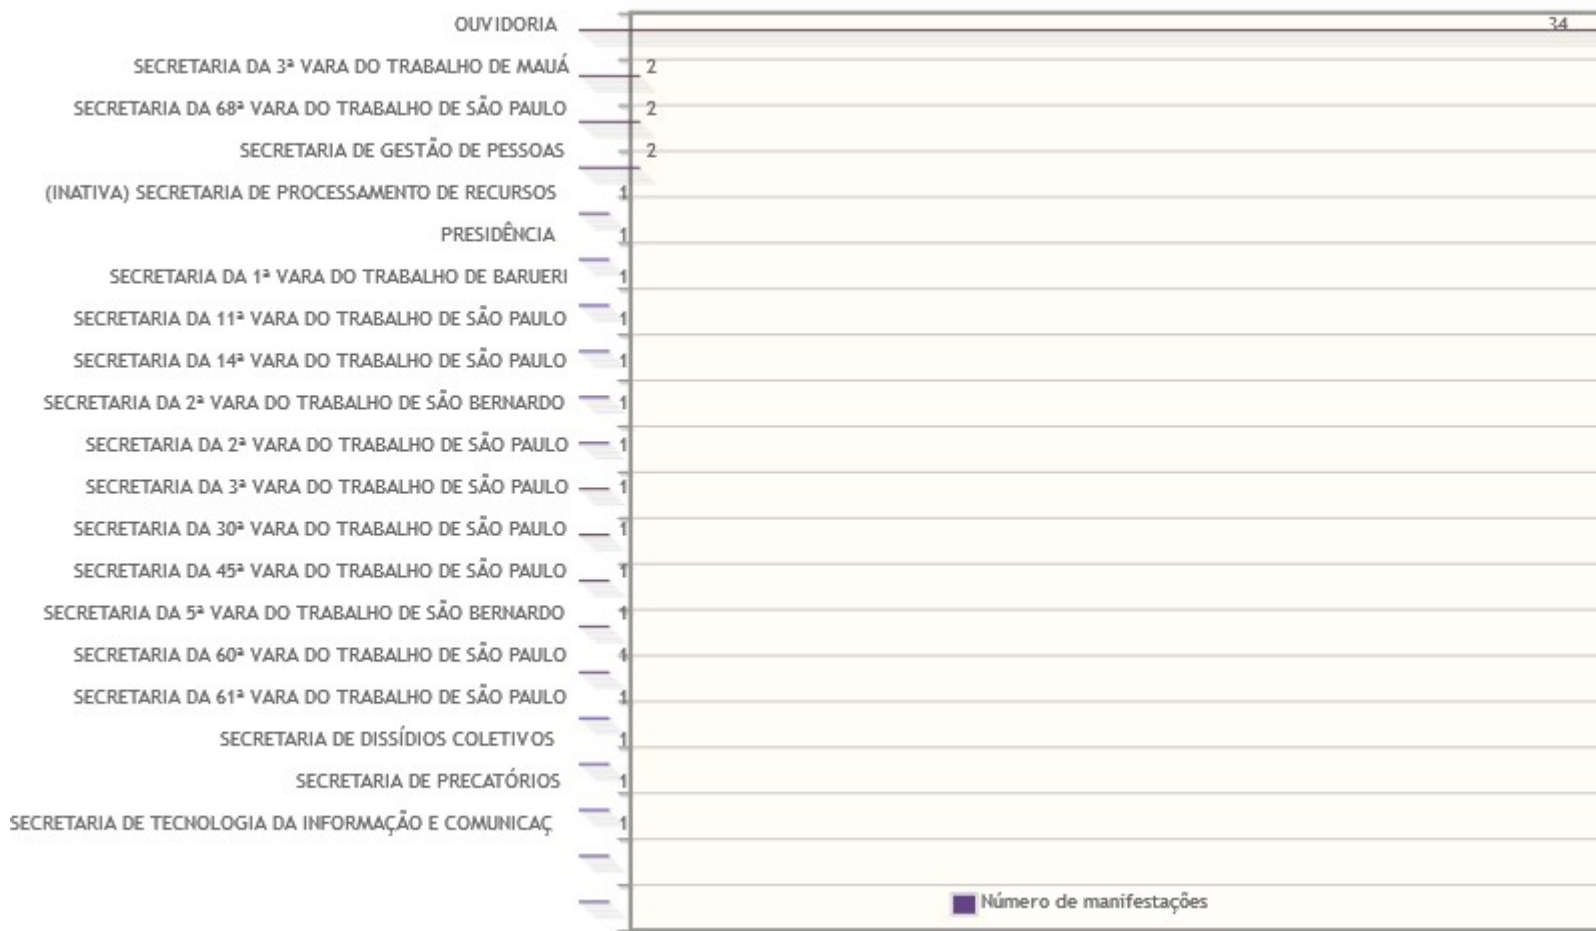 OUVIDORIA 34
SECRETARIA DA 3ª VARA DO TRABALHO DE MAUÁ 2
SECRETARIA DA 68ª VARA DO TRABALHO DE SÃO PAULO 2
SECRETARIA DE GESTÃO DE PESSOAS 2
(INATIVA) SECRETARIA DE PROCESSAMENTO DE RECURSOS 1
PRESIDÊNCIA 1
SECRETARIA DA 1ª VARA DO TRABALHO DE BARUERI 1
SECRETARIA DA 11ª VARA DO TRABALHO DE SÃO PAULO 1
SECRETARIA DA 14ª VARA DO TRABALHO DE SÃO PAULO 1
SECRETARIA DA 2ª VARA DO TRABALHO DE SÃO BERNARDO 1
SECRETARIA DA 2ª VARA DO TRABALHO DE SÃO PAULO 1
SECRETARIA DA 3ª VARA DO TRABALHO DE SÃO PAULO 1
SECRETARIA DA 30ª VARA DO TRABALHO DE SÃO PAULO 1
SECRETARIA DA 45ª VARA DO TRABALHO DE SÃO PAULO 1
SECRETARIA DA 5ª VARA DO TRABALHO DE SÃO BERNARDO 1
SECRETARIA DA 60ª VARA DO TRABALHO DE SÃO PAULO 1
SECRETARIA DA 61ª VARA DO TRABALHO DE SÃO PAULO 1
SECRETARIA DE DISSÍDIOS COLETIVOS 1
SECRETARIA DE PRECATÓRIOS 1
SECRETARIA DE TECNOLOGIA DA INFORMAÇÃO E COMUNICAÇ 1
Número de manifestações